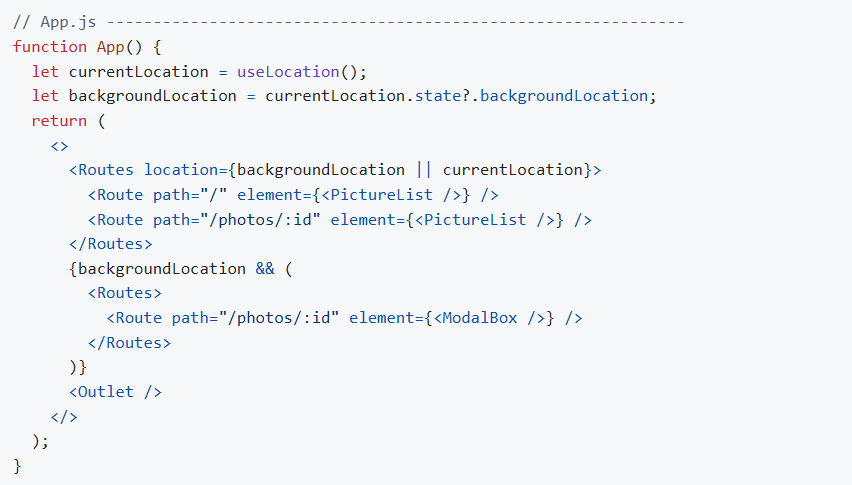 // App.js --------------------------------------------------------------
function App() {
  let currentLocation = useLocation();
  let backgroundLocation = currentLocation.state?.backgroundLocation;
  return (
    <>
      <Routes location={backgroundLocation || currentLocation}>
        <Route path="/" element={<PictureList />} />
        <Route path="/photos/:id" element={<PictureList />} />
      </Routes>
      {backgroundLocation && (
        <Routes>
          <Route path="/photos/:id" element={<ModalBox />} />
        </Routes>
      )}
      <Outlet />
    </>
  );
}